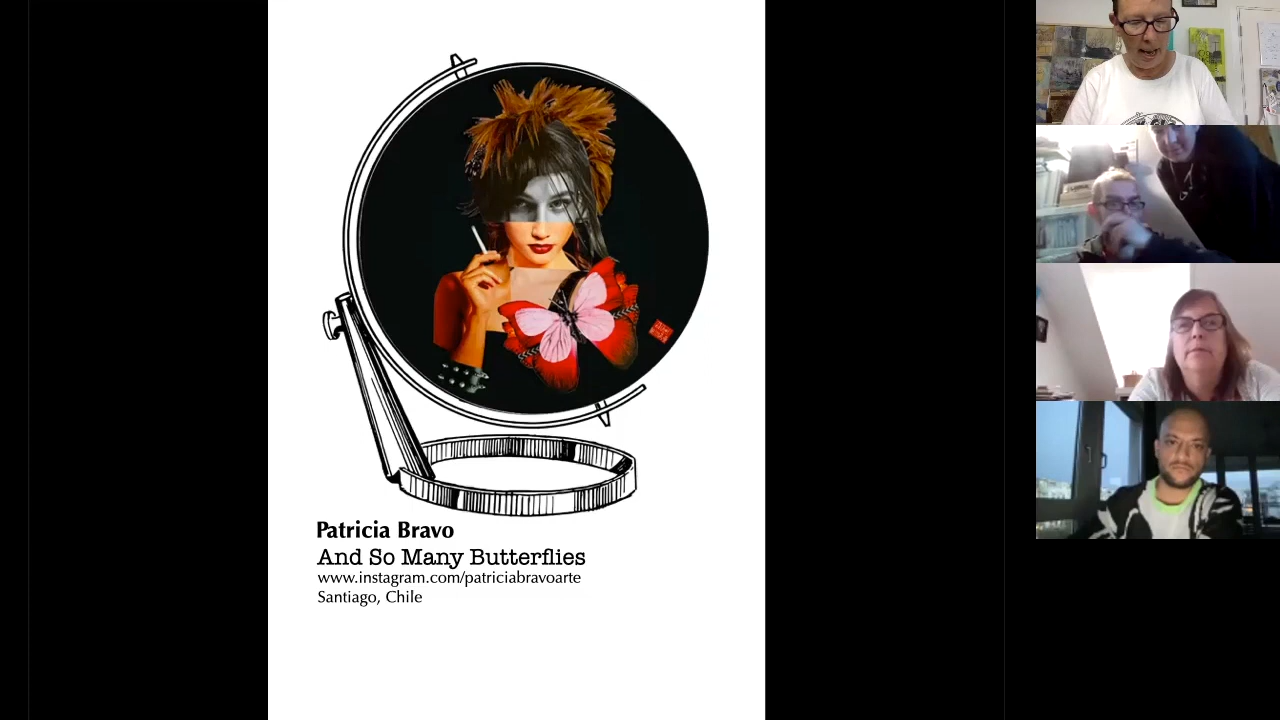 Patricia Bravo
And So Many Butterflies
www.instagram.com/patriciabravoarte
Santiago, Chile